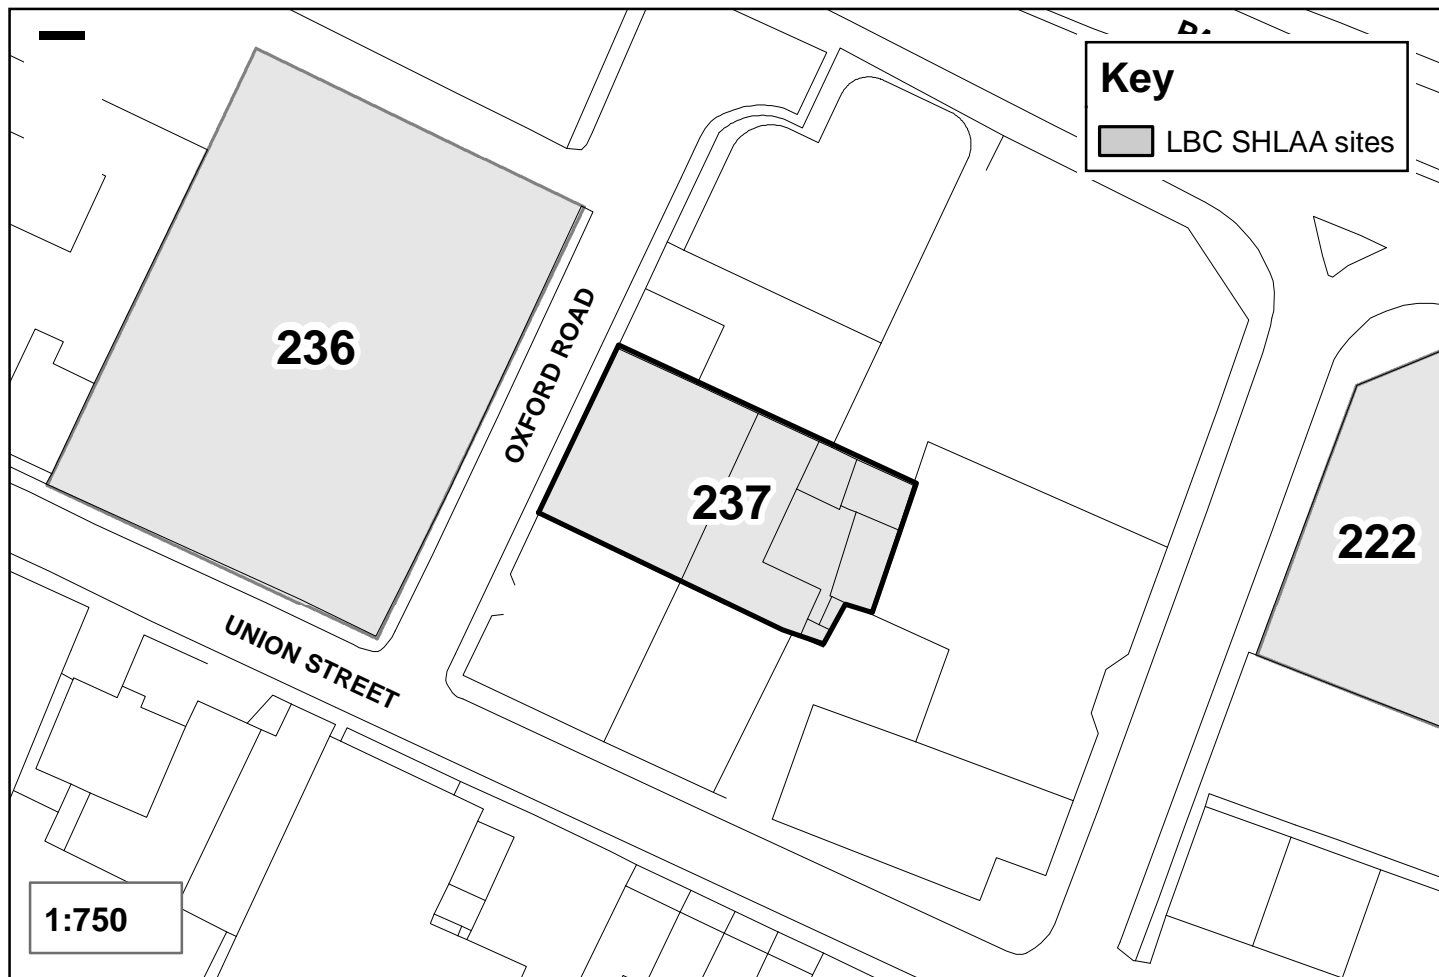 Key
LBC SHLAA sites
236
OXFORD ROAD
237
222
UNION STREET
1:750